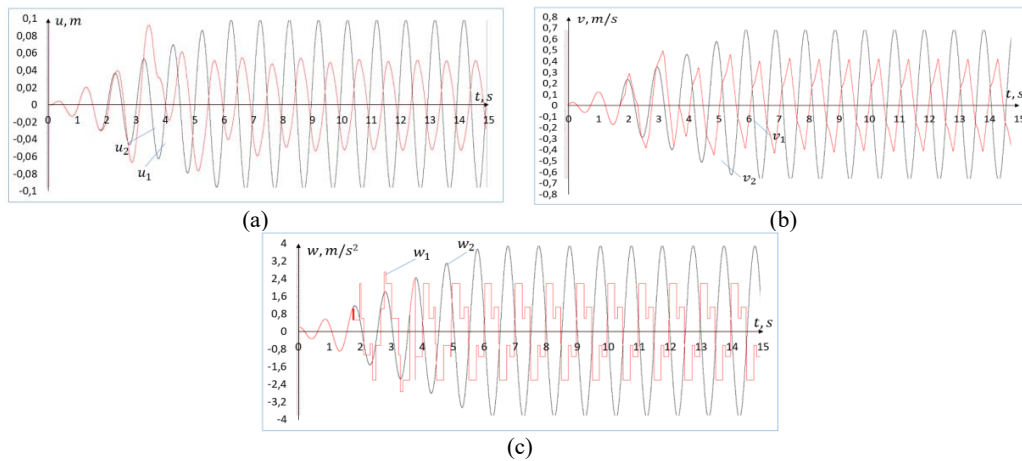 0,1
u, m
0,08
0,06
0,04
0,02
0
-0,02
-0,04
-0,06
-0,08
-0,1
0 1 2 3 4 5 6 7 8 9 10 11 12 13 14 15
t, s
u₂
u₁
(a)
0,8
v, m/s
0,7
0,6
0,5
0,4
0,3
0,2
0,1
0
-0,1
-0,2
-0,3
-0,4
-0,5
-0,6
-0,7
-0,8
0 1 2 3 4 5 6 7 8 9 10 11 12 13 14 15
t, s
v₁
v₂
(b)
4
w, m/s²
w₁
w₂
3,2
2,4
1,6
0,8
0
-0,8
-1,6
-2,4
-3,2
-4
0 1 2 3 4 5 6 7 8 9 10 11 12 13 14 15
t, s
(c)